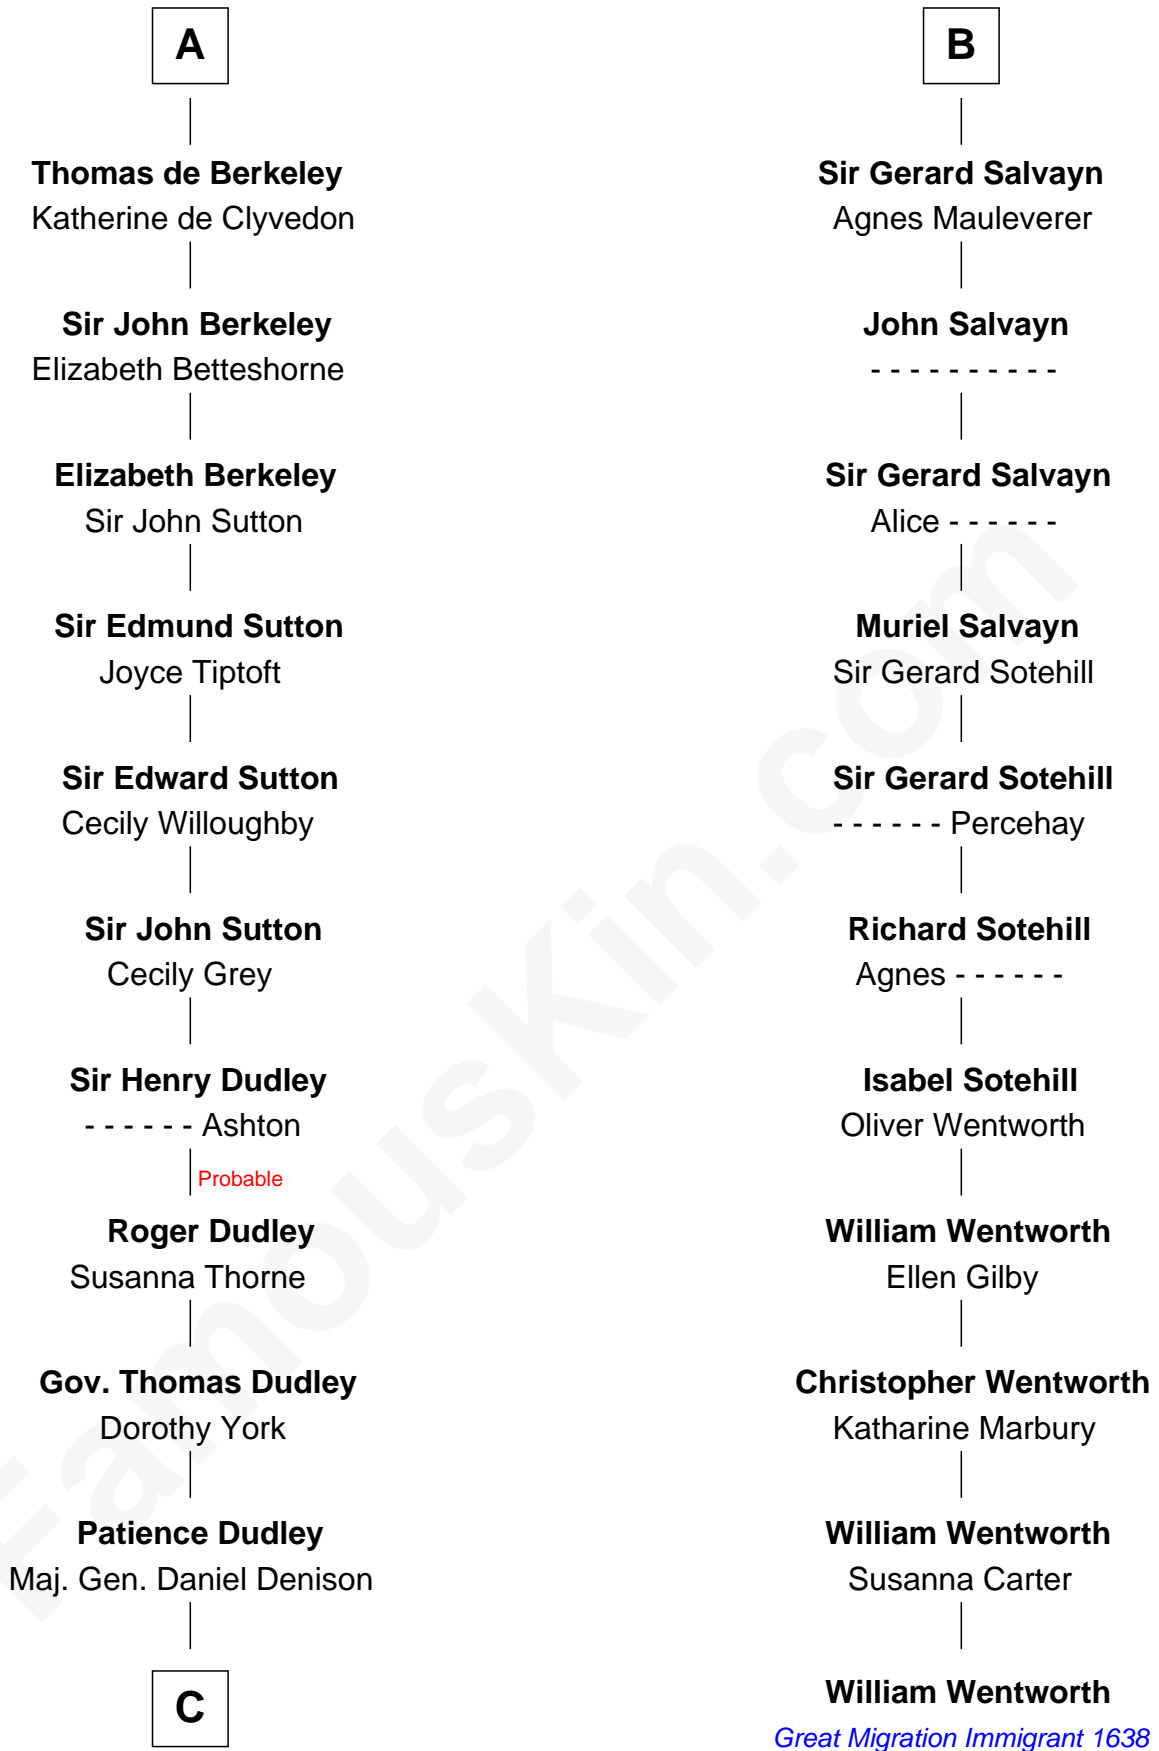 A
Thomas de Berkeley
Katherine de Clyvedon
Sir John Berkeley
Elizabeth Betteshorne
Elizabeth Berkeley
Sir John Sutton
Sir Edmund Sutton
Joyce Tiptoft
Sir Edward Sutton
Cecily Willoughby
Sir John Sutton
Cecily Grey
Sir Henry Dudley
- - - - - - Ashton
Probable
Roger Dudley
Susanna Thorne
Gov. Thomas Dudley
Dorothy York
Patience Dudley
Maj. Gen. Daniel Denison
C
B
Sir Gerard Salvayn
Agnes Mauleverer
John Salvayn
- - - - - - - - - -
Sir Gerard Salvayn
Alice - - - - - -
Muriel Salvayn
Sir Gerard Sotehill
Sir Gerard Sotehill
- - - - - - Percehay
Richard Sotehill
Agnes - - - - - -
Isabel Sotehill
Oliver Wentworth
William Wentworth
Ellen Gilby
Christopher Wentworth
Katharine Marbury
William Wentworth
Susanna Carter
William Wentworth
Great Migration Immigrant 1638
FamousKin.com